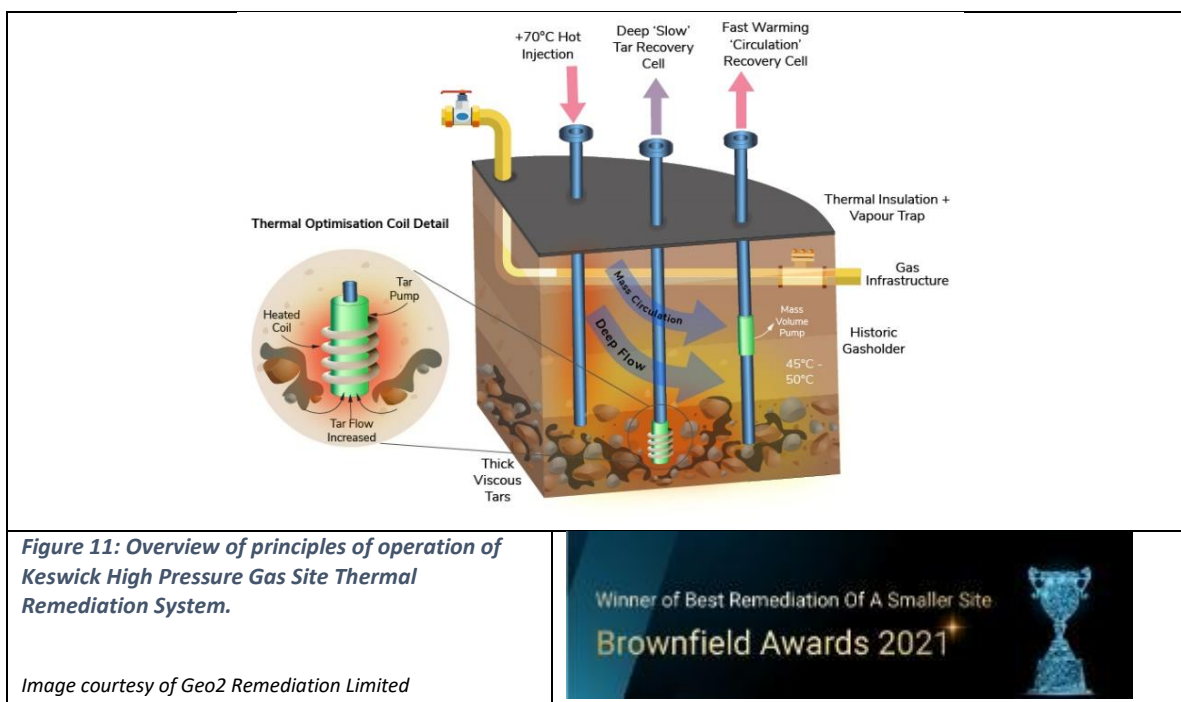 +70°C Hot
Injection
Deep ‘Slow’
Tar Recovery
Cell
Fast Warming
‘Circulation’
Recovery Cell
Thermal Optimisation Coil Detail
Tar
Pump
Heated
Coil
Tar Flow
Increased
Thick
Viscous
Tars
Mass Circulation
Deep Flow
Thermal Insulation +
Vapour Trap
Gas
Infrastructure
Mass
Volume
Pump
Historic
Gasholder
45°C -
50°C
Figure 11: Overview of principles of operation of
Keswick High Pressure Gas Site Thermal
Remediation System.
Image courtesy of Geo2 Remediation Limited
Winner of Best Remediation Of A Smaller Site
Brownfield Awards 2021